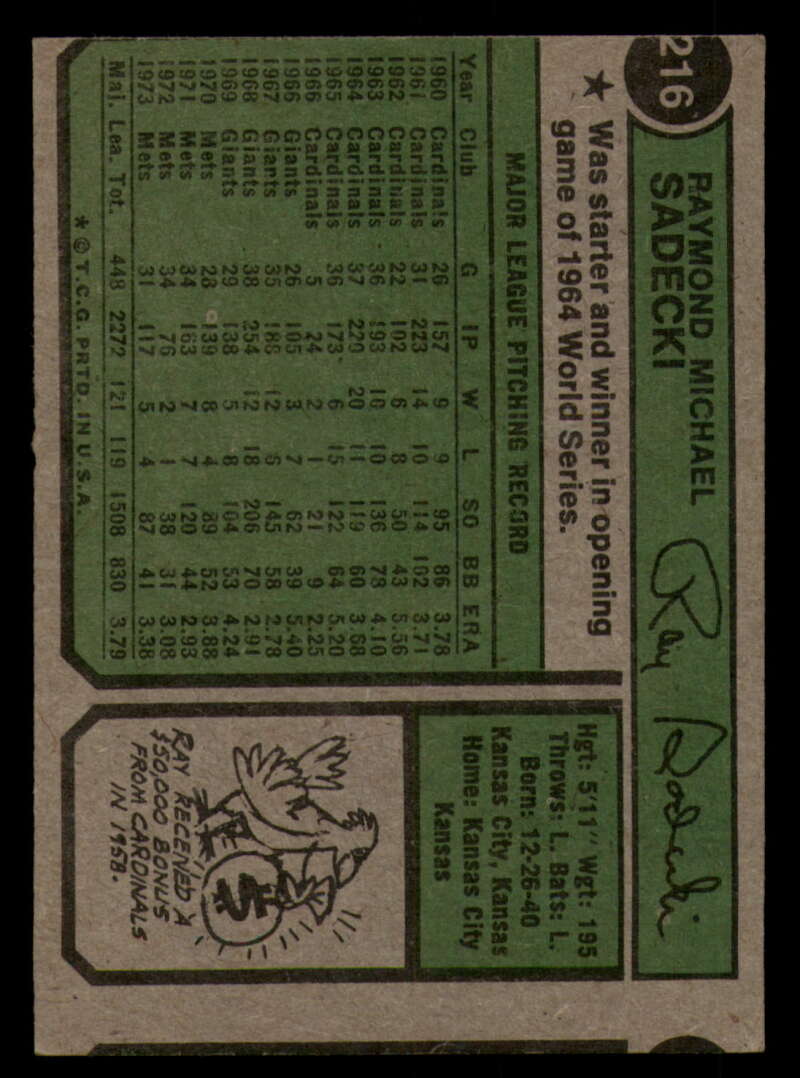 216
RAYMOND MICHAEL
SADECKI
Ray Sadecki
★ Was starter and winner in opening
game of 1964 World Series.
MAJOR LEAGUE PITCHING RECORD
Year Club G IP W L SO BB ERA
1960 Cardinals 26 157 9 9 95 86 3.78
1961 Cardinals 31 223 14 10 114 102 3.71
1962 Cardinals 22 102 6 8 50 43 5.56
1963 Cardinals 36 193 10 10 136 78 4.10
1964 Cardinals 37 220 20 11 119 60 3.68
1965 Cardinals 36 173 6 15 122 64 5.20
1966 Cardinals 5 24 2 1 21 9 2.25
1966 Giants 26 105 3 7 62 39 5.40
1967 Giants 35 188 12 6 145 58 2.78
1968 Giants 38 254 12 18 206 70 2.91
1969 Giants 29 138 5 8 104 53 4.24
1970 Mets 28 139 8 4 89 52 3.88
1971 Mets 34 163 7 7 120 44 2.93
1972 Mets 34 76 2 1 38 31 3.08
1973 Mets 31 117 5 4 87 41 3.38
Maj. Lea. Tot. 448 2272 121 119 1508 830 3.79
★ © T.C.G. PRTD. IN U.S.A.
Hgt: 5'11" Wgt: 195
Throws: L. Bats: L.
Born: 12-26-40
Kansas City, Kansas
Home: Kansas City
Kansas
$
RAY RECEIVED A
$50,000 BONUS
FROM CARDINALS
IN 1958.